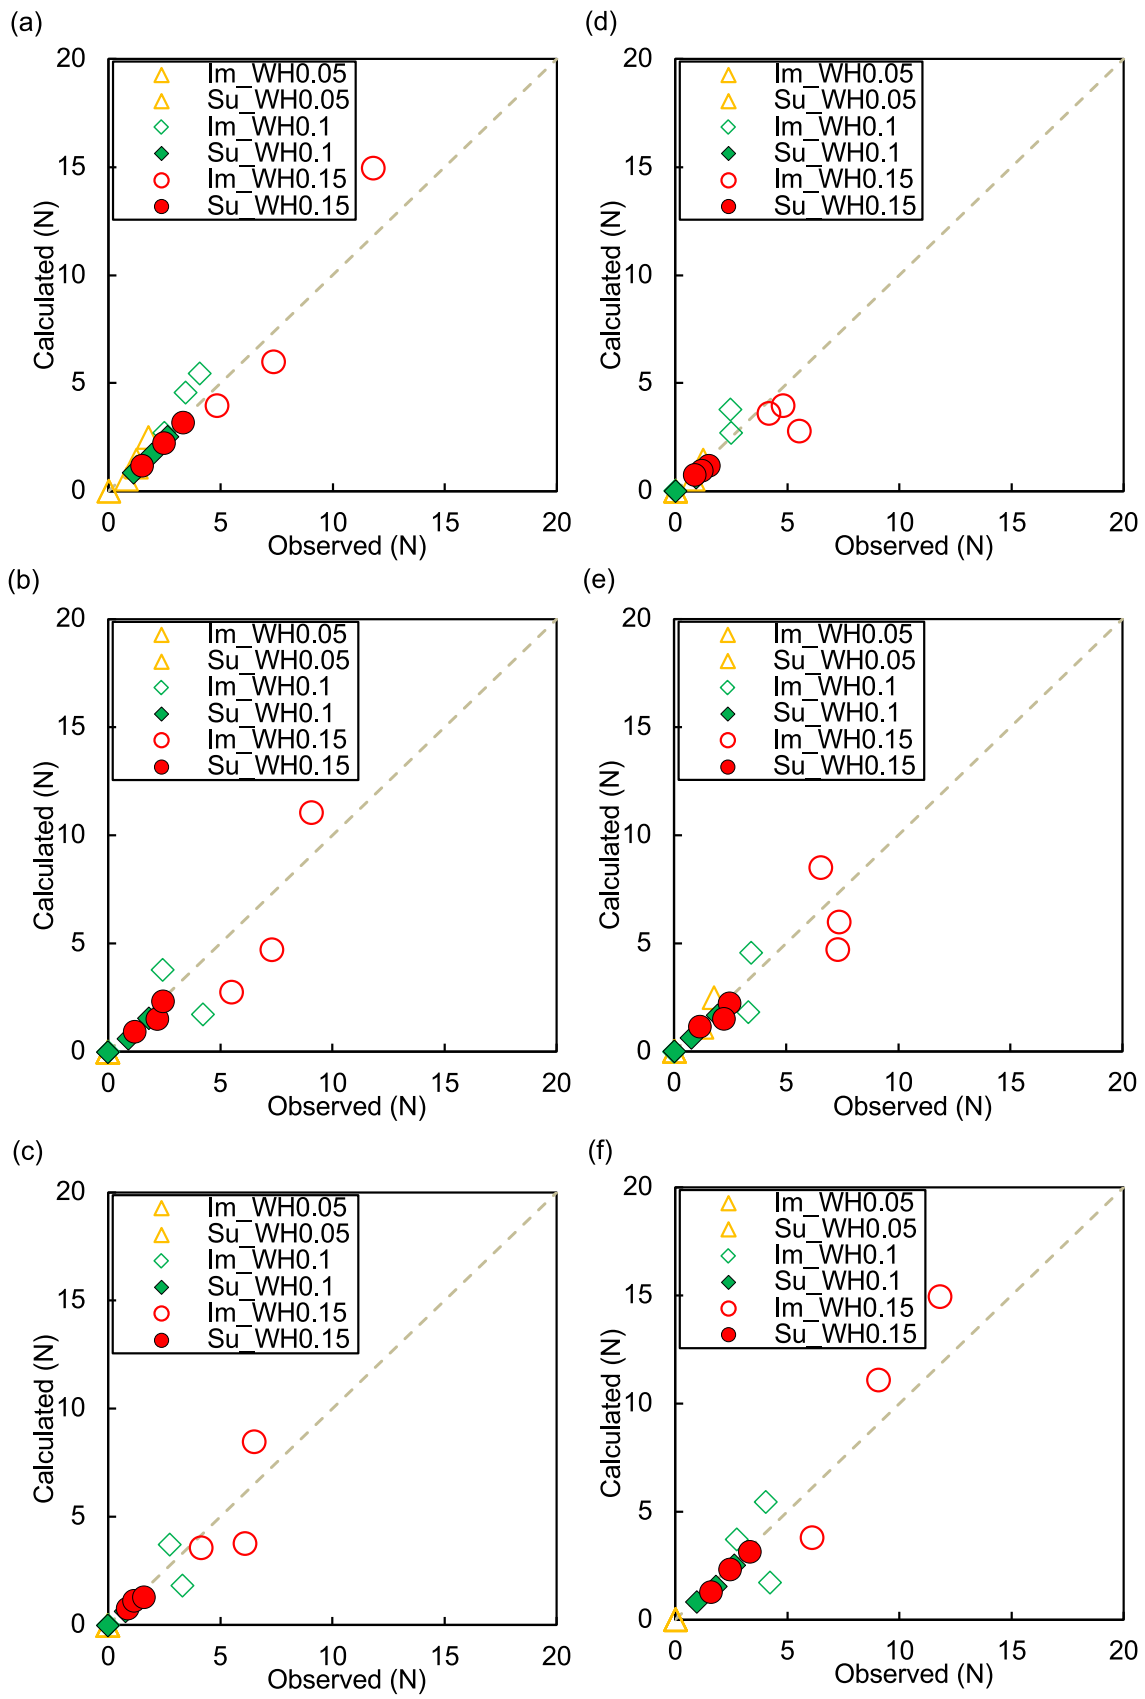 (a)
Calculated (N)
20
15
10
5
0
Im_WH0.05
Su_WH0.05
Im_WH0.1
Su_WH0.1
Im_WH0.15
Su_WH0.15
0 5 10 15 20
Observed (N)
(d)
Calculated (N)
20
15
10
5
0
Im_WH0.05
Su_WH0.05
Im_WH0.1
Su_WH0.1
Im_WH0.15
Su_WH0.15
0 5 10 15 20
Observed (N)
(b)
Calculated (N)
20
15
10
5
0
Im_WH0.05
Su_WH0.05
Im_WH0.1
Su_WH0.1
Im_WH0.15
Su_WH0.15
0 5 10 15 20
Observed (N)
(e)
Calculated (N)
20
15
10
5
0
Im_WH0.05
Su_WH0.05
Im_WH0.1
Su_WH0.1
Im_WH0.15
Su_WH0.15
0 5 10 15 20
Observed (N)
(c)
Calculated (N)
20
15
10
5
0
Im_WH0.05
Su_WH0.05
Im_WH0.1
Su_WH0.1
Im_WH0.15
Su_WH0.15
0 5 10 15 20
Observed (N)
(f)
Calculated (N)
20
15
10
5
0
Im_WH0.05
Su_WH0.05
Im_WH0.1
Su_WH0.1
Im_WH0.15
Su_WH0.15
0 5 10 15 20
Observed (N)